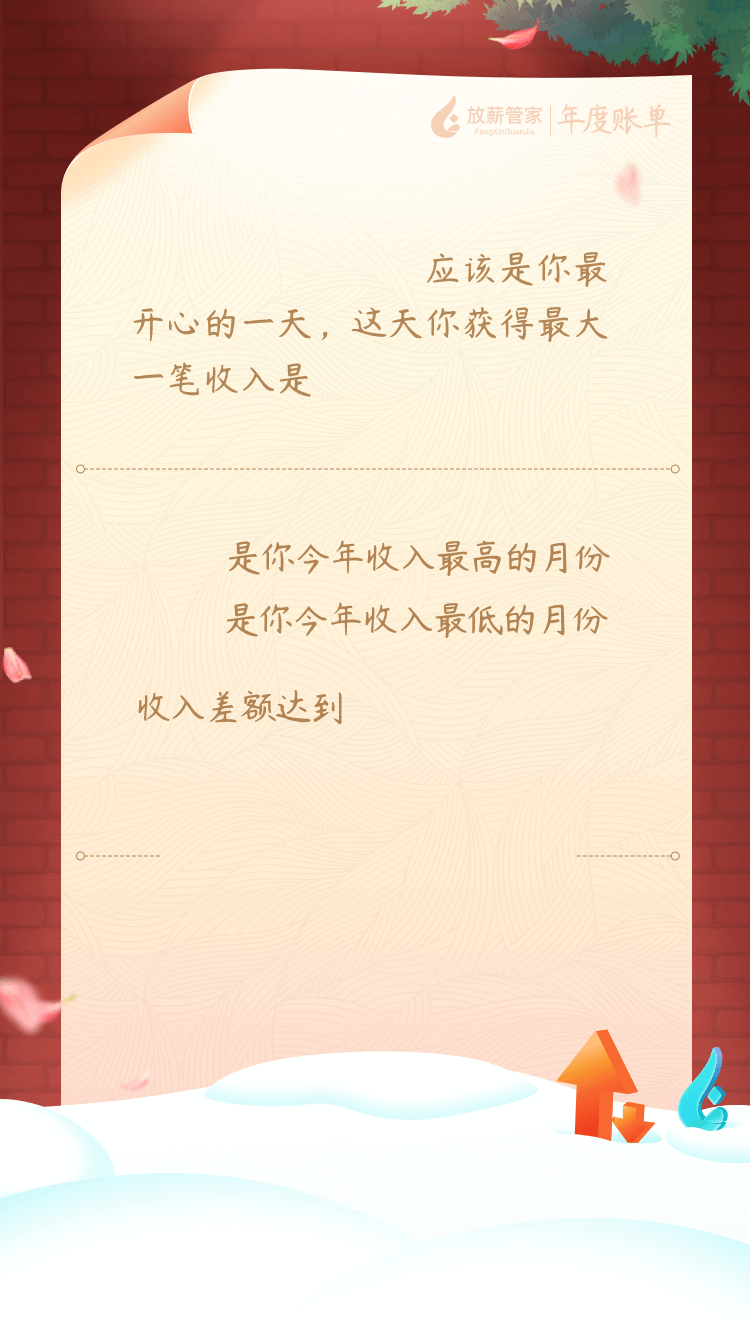 放薪管家
FangXinGuanJia
年度账单
应该是你最
开心的一天，这天你获得最大
一笔收入是
是你今年收入最高的月份
是你今年收入最低的月份
收入差额达到